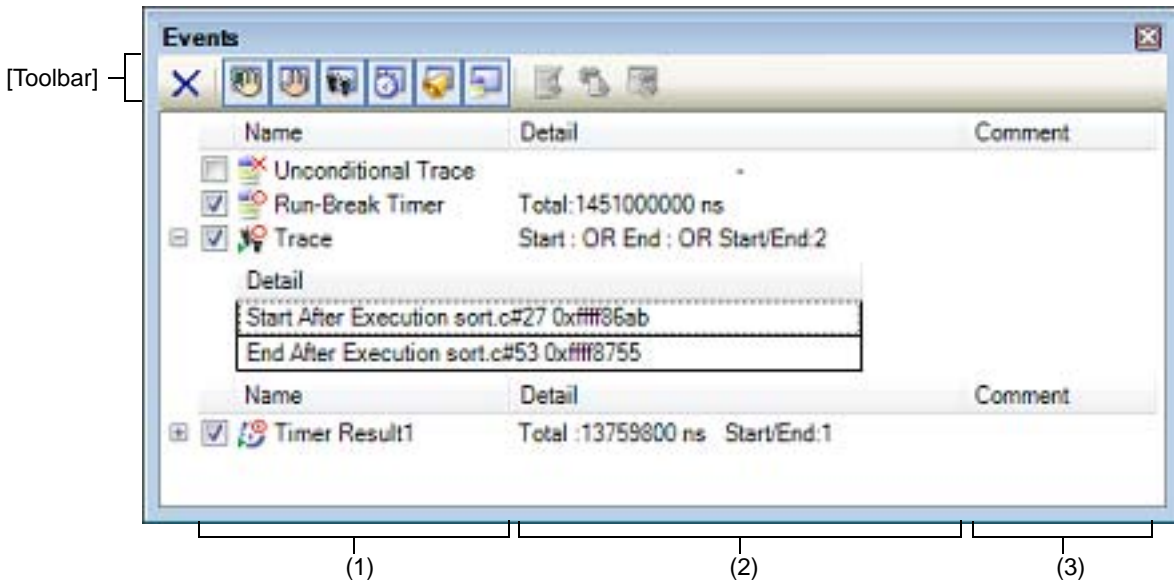 Events
[Toolbar]
Name Detail Comment
Unconditional Trace -
Run-Break Timer Total:1451000000 ns
Trace Start : OR End : OR Start/End:2
Detail
Start After Execution sort.c#27 0xffff86ab
End After Execution sort.c#53 0xffff8755
Name Detail Comment
Timer Result1 Total :13759800 ns Start/End:1
(1) (2) (3)